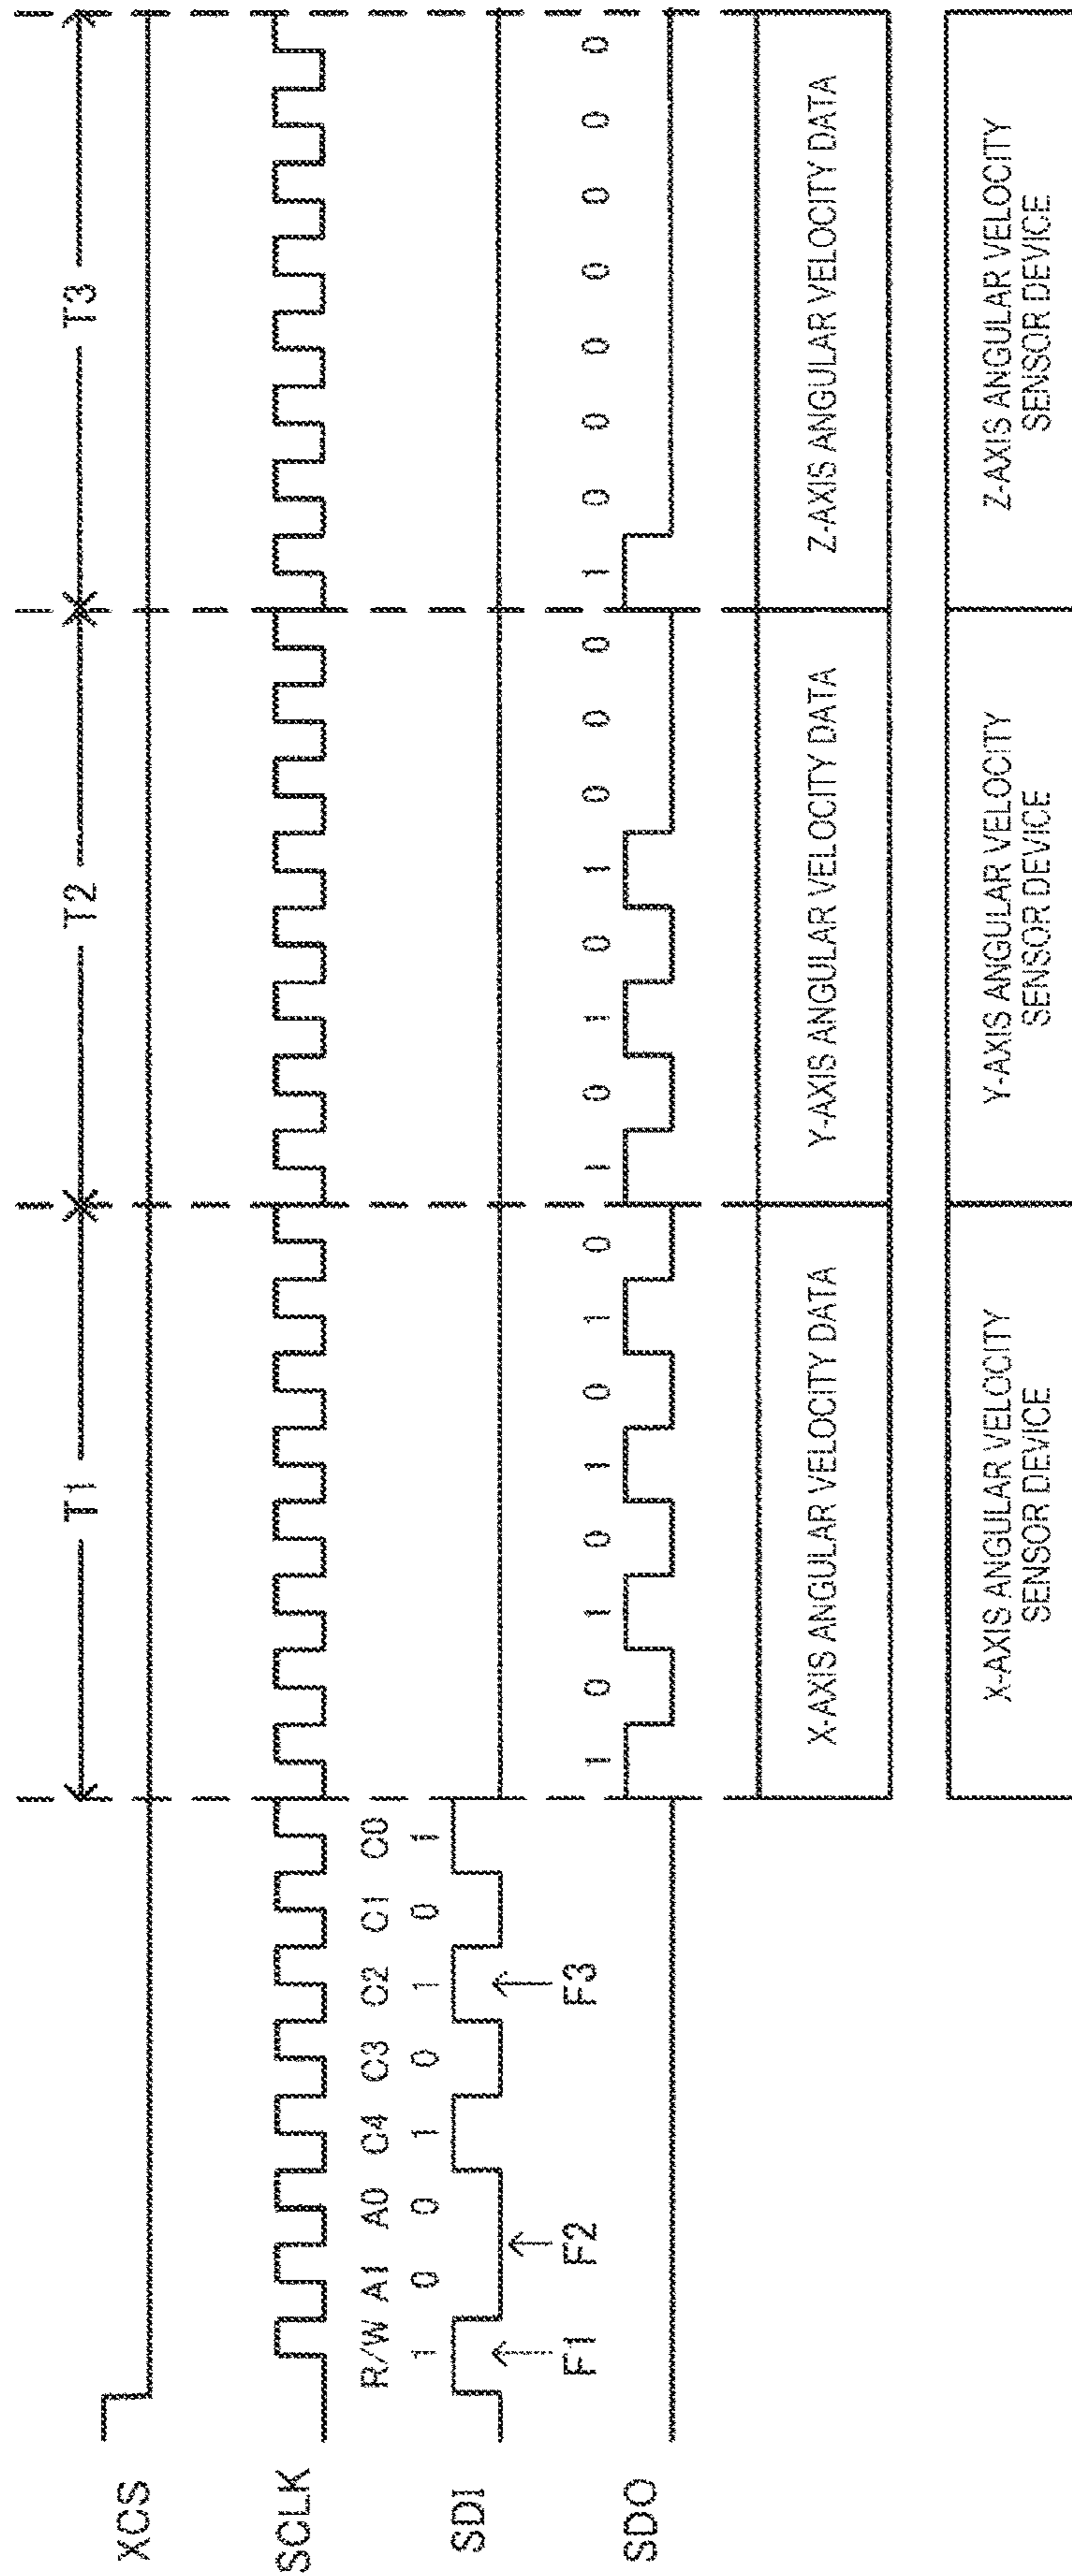 T1 T2 T3
XCS
SCLK
R/W A1 A0 C4 C3 C2 C1 C0
1 0 0 1 0 1 0 1
SDI
F1 F2 F3
1 0 1 0 1 0 1 0 1 0 1 0 1 0 0 0 1 0 0 0 0 0 0 0
SDO
X-AXIS ANGULAR VELOCITY DATA
Y-AXIS ANGULAR VELOCITY DATA
Z-AXIS ANGULAR VELOCITY DATA
X-AXIS ANGULAR VELOCITY
SENSOR DEVICE
Y-AXIS ANGULAR VELOCITY
SENSOR DEVICE
Z-AXIS ANGULAR VELOCITY
SENSOR DEVICE